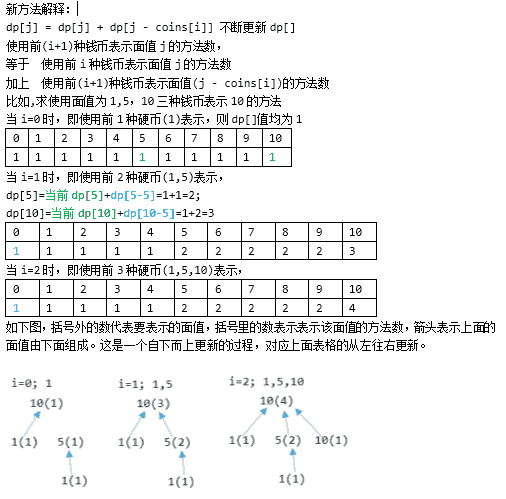 新方法解释:
dp[j] = dp[j] + dp[j - coins[i]] 不断更新 dp[]
使用前(i+1)种钱币表示面值 j 的方法数，
等于 使用前 i 种钱币表示面值 j 的方法数
加上 使用前(i+1)种钱币表示面值(j - coins[i])的方法数
比如,求使用面值为 1,5，10 三种钱币表示 10 的方法
当 i=0 时，即使用前 1 种硬币(1)表示，则 dp[]值均为 1
0 1 2 3 4 5 6 7 8 9 10
1 1 1 1 1 1 1 1 1 1 1
当 i=1 时，即使用前 2 种硬币(1,5)表示，
dp[5]=当前 dp[5]+dp[5-5]=1+1=2;
dp[10]=当前 dp[10]+dp[10-5]=1+2=3
0 1 2 3 4 5 6 7 8 9 10
1 1 1 1 1 2 2 2 2 2 3
当 i=2 时，即使用前 3 种硬币(1,5,10)表示，
0 1 2 3 4 5 6 7 8 9 10
1 1 1 1 1 2 2 2 2 2 4
如下图，括号外的数代表要表示的面值，括号里的数表示表示该面值的方法数，箭头表示上面的
面值由下面组成。这是一个自下而上更新的过程，对应上面表格的从左往右更新。
i=0; 1
10(1)
1(1) 5(1)
1(1)
i=1; 1,5
10(3)
1(1) 5(2)
1(1)
i=2; 1,5,10
10(4)
1(1) 5(2) 10(1)
1(1)